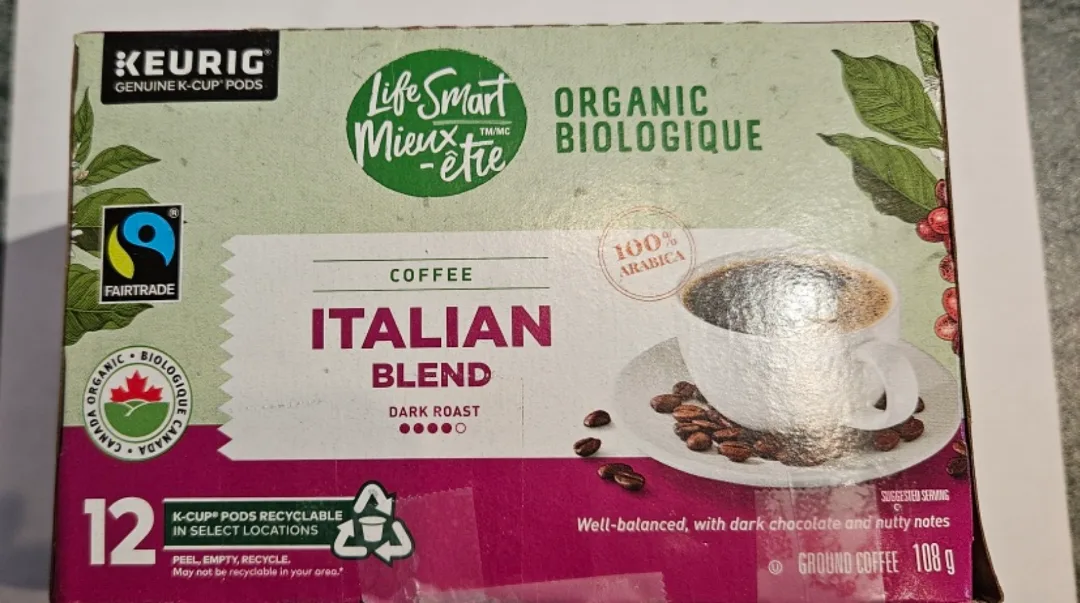 KEURIG®
GENUINE K-CUP® PODS
Life Smart
Mieux
-être
TM/MC
ORGANIC
BIOLOGIQUE
®
FAIRTRADE
100%
ARABICA
COFFEE
ITALIAN
BLEND
DARK ROAST
CANADA ORGANIC • BIOLOGIQUE CANADA •
12
K-CUP® PODS RECYCLABLE
IN SELECT LOCATIONS
PEEL, EMPTY, RECYCLE.
May not be recyclable in your area.*
SUGGESTED SERVING
Well-balanced, with dark chocolate and nutty notes
GROUND COFFEE 108 g